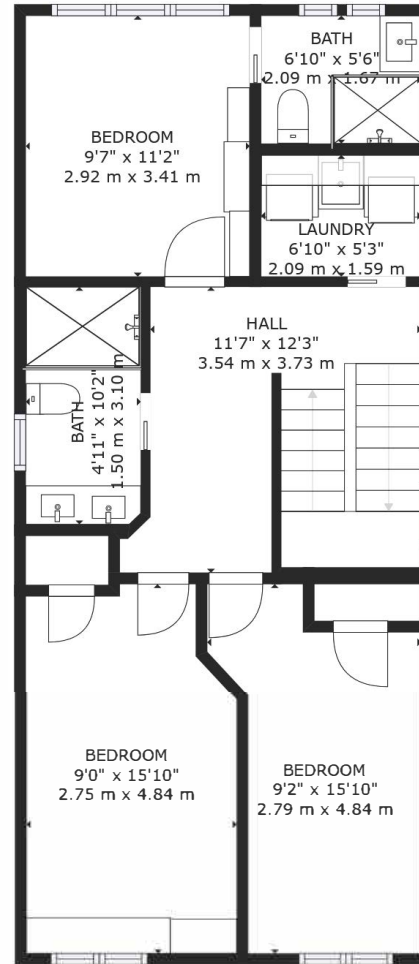 BATH
6'10" x 5'6"
2.09 m x 1.67 m
BEDROOM
9'7" x 11'2"
2.92 m x 3.41 m
LAUNDRY
6'10" x 5'3"
2.09 m x 1.59 m
HALL
11'7" x 12'3"
3.54 m x 3.73 m
BATH
4'11" x 10'2"
1.50 m x 3.10 m
BEDROOM
9'0" x 15'10"
2.75 m x 4.84 m
BEDROOM
9'2" x 15'10"
2.79 m x 4.84 m